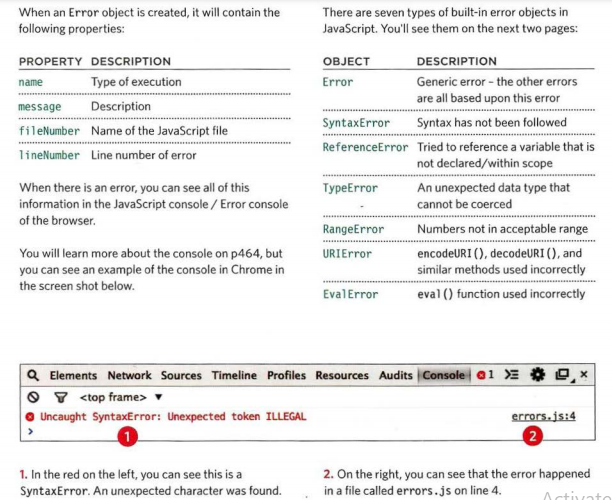 When an Error object is created, it will contain the
following properties:
PROPERTY DESCRIPTION
name Type of execution
message Description
fileNumber Name of the JavaScript file
lineNumber Line number of error
When there is an error, you can see all of this
information in the JavaScript console / Error console
of the browser.
You will learn more about the console on p464, but
you can see an example of the console in Chrome in
the screen shot below.
There are seven types of built-in error objects in
JavaScript. You'll see them on the next two pages:
OBJECT DESCRIPTION
Error Generic error – the other errors
are all based upon this error
SyntaxError Syntax has not been followed
ReferenceError Tried to reference a variable that is
not declared/within scope
TypeError An unexpected data type that
cannot be coerced
RangeError Numbers not in acceptable range
URIError encodeURI(), decodeURI(), and
similar methods used incorrectly
EvalError eval() function used incorrectly
Elements Network Sources Timeline Profiles Resources Audits Console 1
<top frame> ▼
Uncaught SyntaxError: Unexpected token ILLEGAL errors.js:4
>
1 2
1. In the red on the left, you can see this is a
SyntaxError. An unexpected character was found.
2. On the right, you can see that the error happened
in a file called errors.js on line 4.